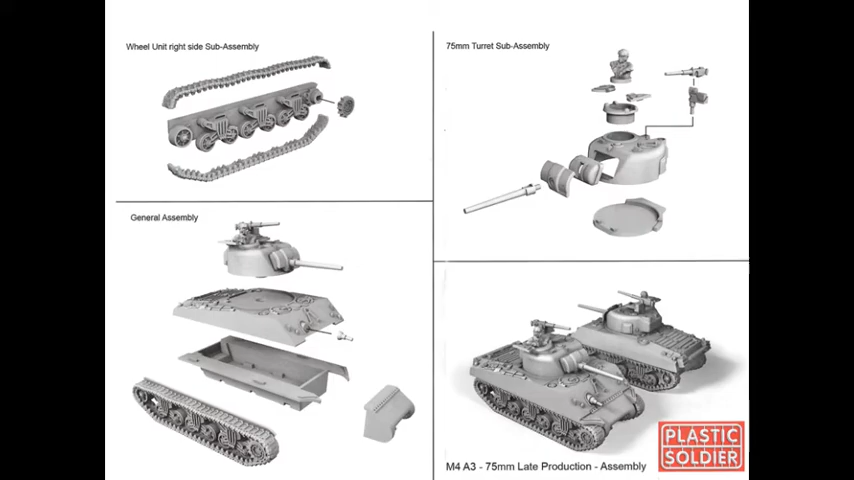 Wheel Unit right side Sub-Assembly
75mm Turret Sub-Assembly
General Assembly
M4 A3 - 75mm Late Production - Assembly
PLASTIC
SOLDIER